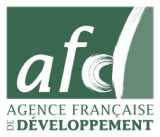 afd
AGENCE FRANÇAISE
DE DÉVELOPPEMENT